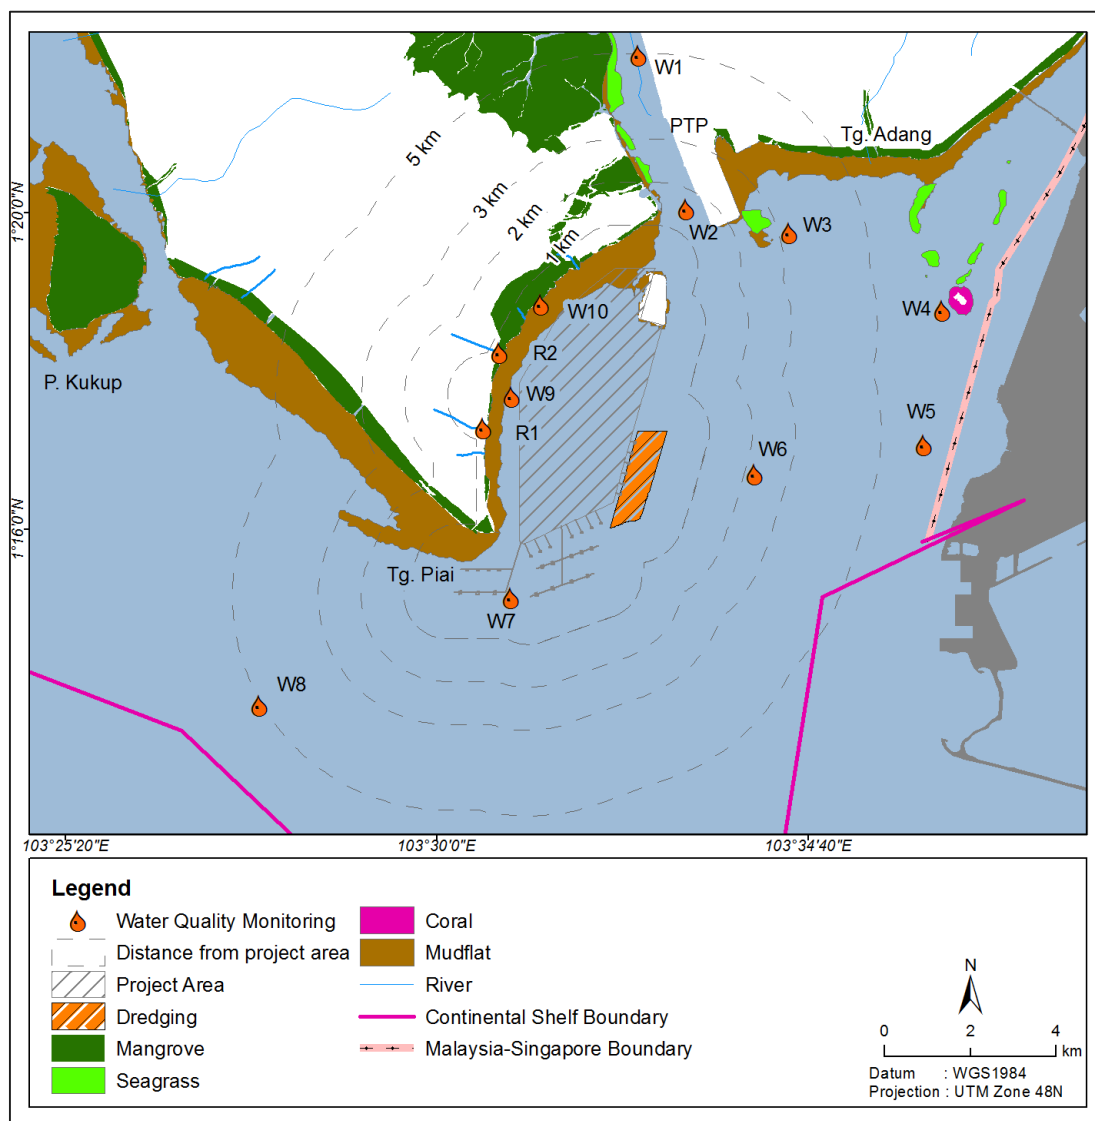 W1
PTP
Tg. Adang
5 km
3 km
2 km
1 km
1°20'0"N
W2
W3
W10
W4
R2
P. Kukup
W9
W5
R1
W6
1°16'0"N
Tg. Piai
W7
W8
103°25'20"E
103°30'0"E
103°34'40"E
Legend
Water Quality Monitoring
Distance from project area
Project Area
Dredging
Mangrove
Seagrass
Coral
Mudflat
River
Continental Shelf Boundary
Malaysia-Singapore Boundary
N
0 2 4
km
Datum : WGS1984
Projection : UTM Zone 48N